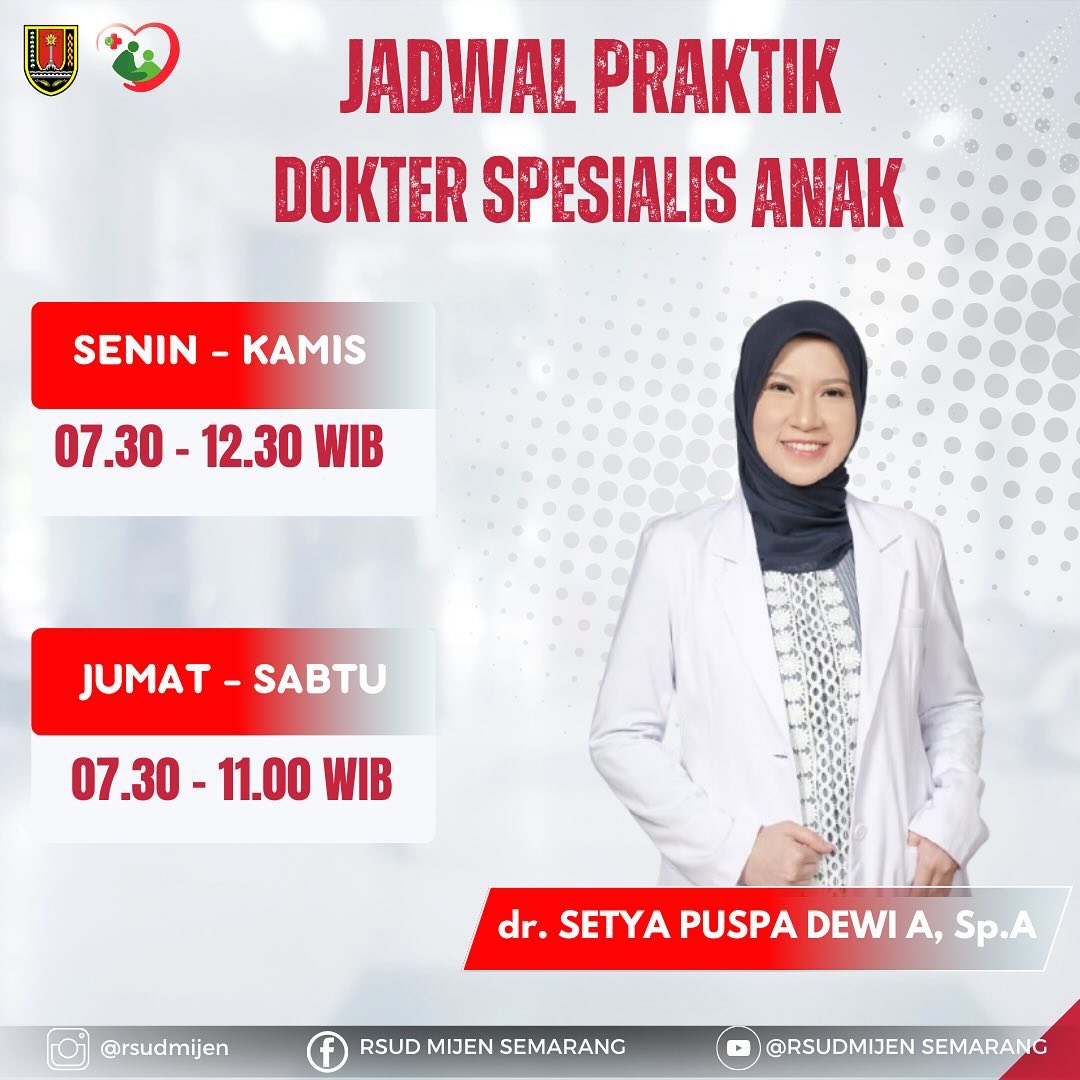 JADWAL PRAKTIK
DOKTER SPESIALIS ANAK
SENIN - KAMIS
07.30 - 12.30 WIB
JUMAT - SABTU
07.30 - 11.00 WIB
dr. SETYA PUSPA DEWI A, Sp.A
@rsudmijen
RSUD MIJEN SEMARANG
@RSUDMIJEN SEMARANG